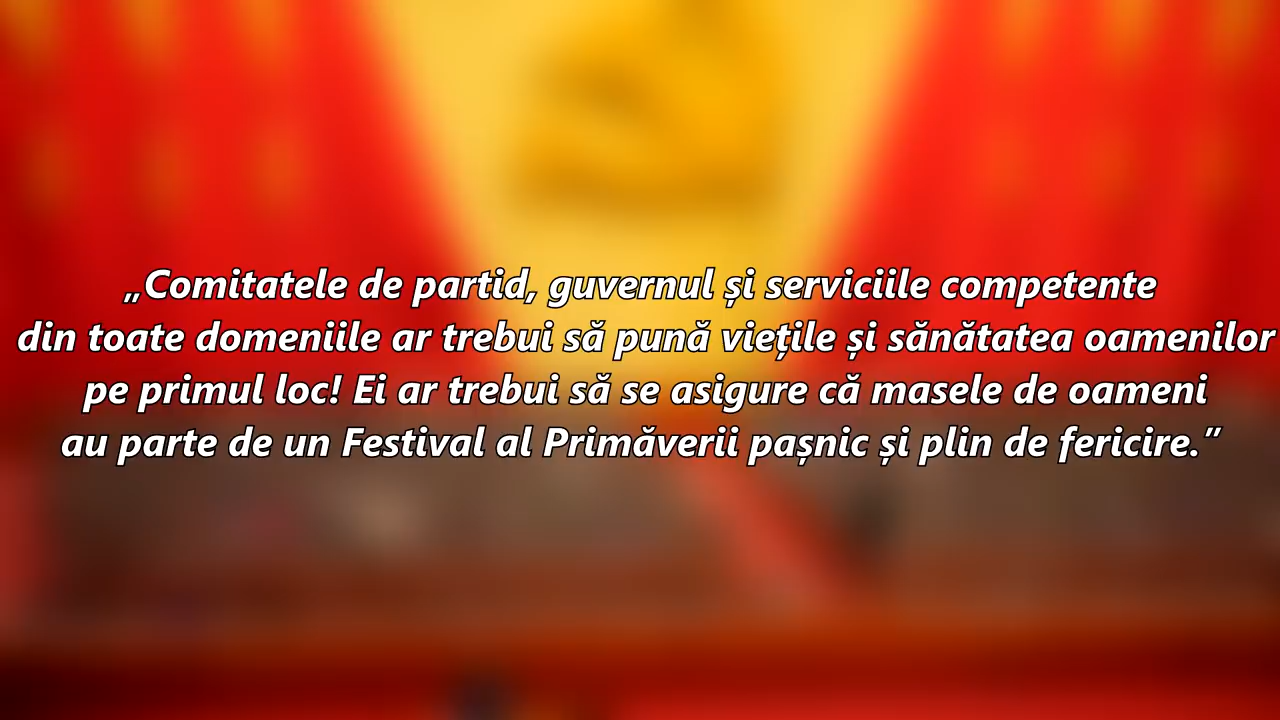 „Comitatele de partid, guvernul și serviciile competente
din toate domeniile ar trebui să pună viețile și sănătatea oamenilor
pe primul loc! Ei ar trebui să se asigure că masele de oameni
au parte de un Festival al Primăverii pașnic și plin de fericire.”